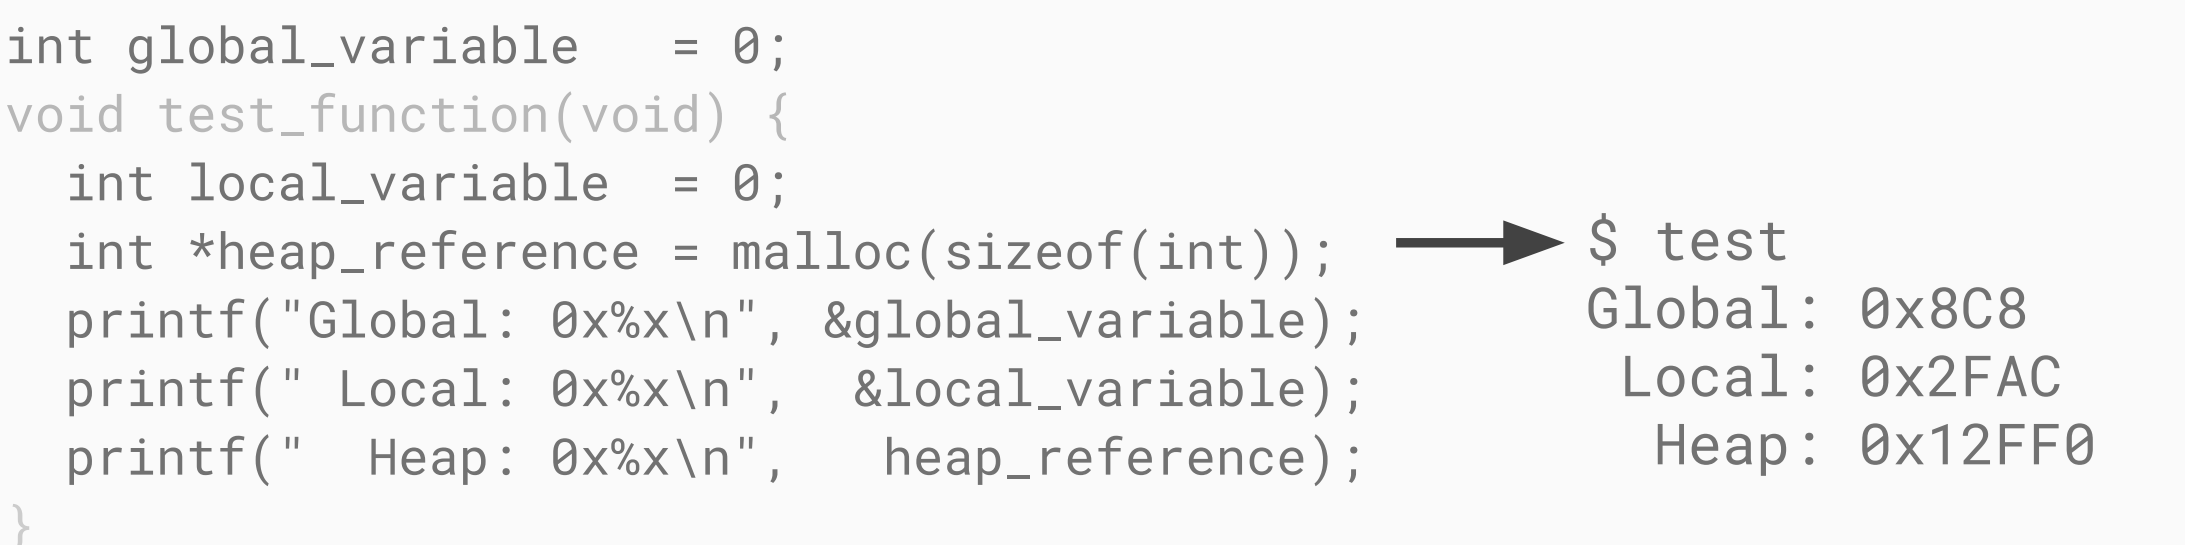 int global_variable   = 0;
void test_function(void) {
  int local_variable  = 0;
  int *heap_reference = malloc(sizeof(int));
  printf("Global: 0x%x\n", &global_variable);
  printf(" Local: 0x%x\n",  &local_variable);
  printf("  Heap: 0x%x\n",   heap_reference);
}
$ test
Global: 0x8C8
 Local: 0x2FAC
  Heap: 0x12FF0